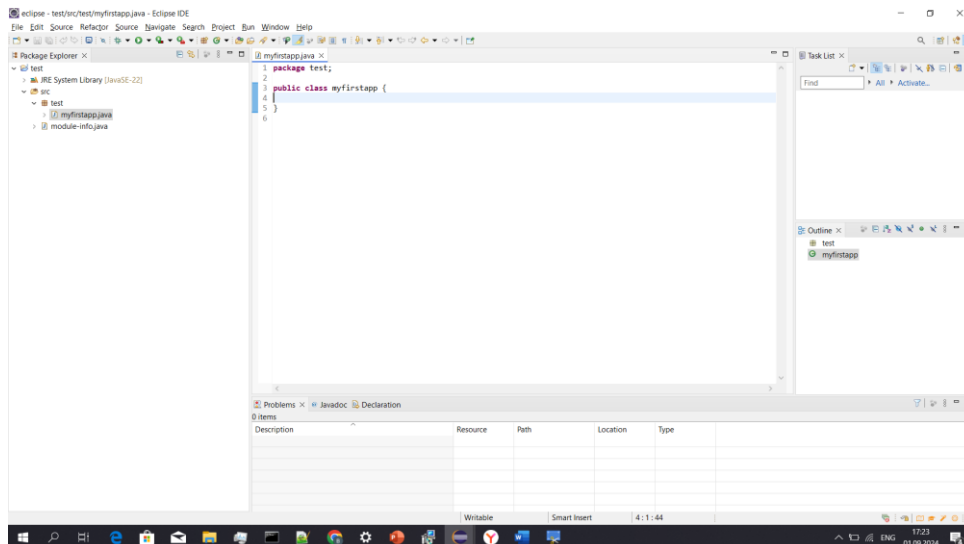 eclipse - test/src/test/myfirstapp.java - Eclipse IDE
File Edit Source Refactor Source Navigate Search Project Run Window Help
Package Explorer
myfirstapp.java
Task List
test
JRE System Library [JavaSE-22]
src
test
myfirstapp.java
module-info.java
1 package test;
2
3 public class myfirstapp {
4
5 }
6
Find
All
Activate...
Outline
test
myfirstapp
Problems
Javadoc
Declaration
0 items
Description Resource Path Location Type
Writable Smart Insert 4:1:44
ENG
17:23
01.09.2024